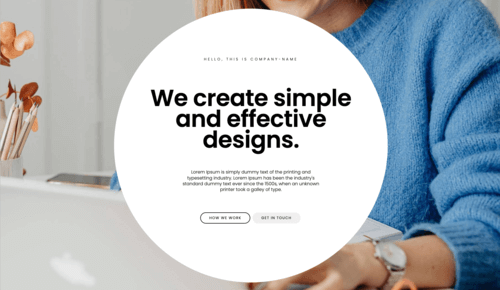 HELLO, THIS IS COMPANY-NAME
We create simple
and effective
designs.
Lorem Ipsum is simply dummy text of the printing and
typesetting industry. Lorem Ipsum has been the industry's
standard dummy text ever since the 1500s, when an unknown
printer took a galley of type.
HOW WE WORK
GET IN TOUCH